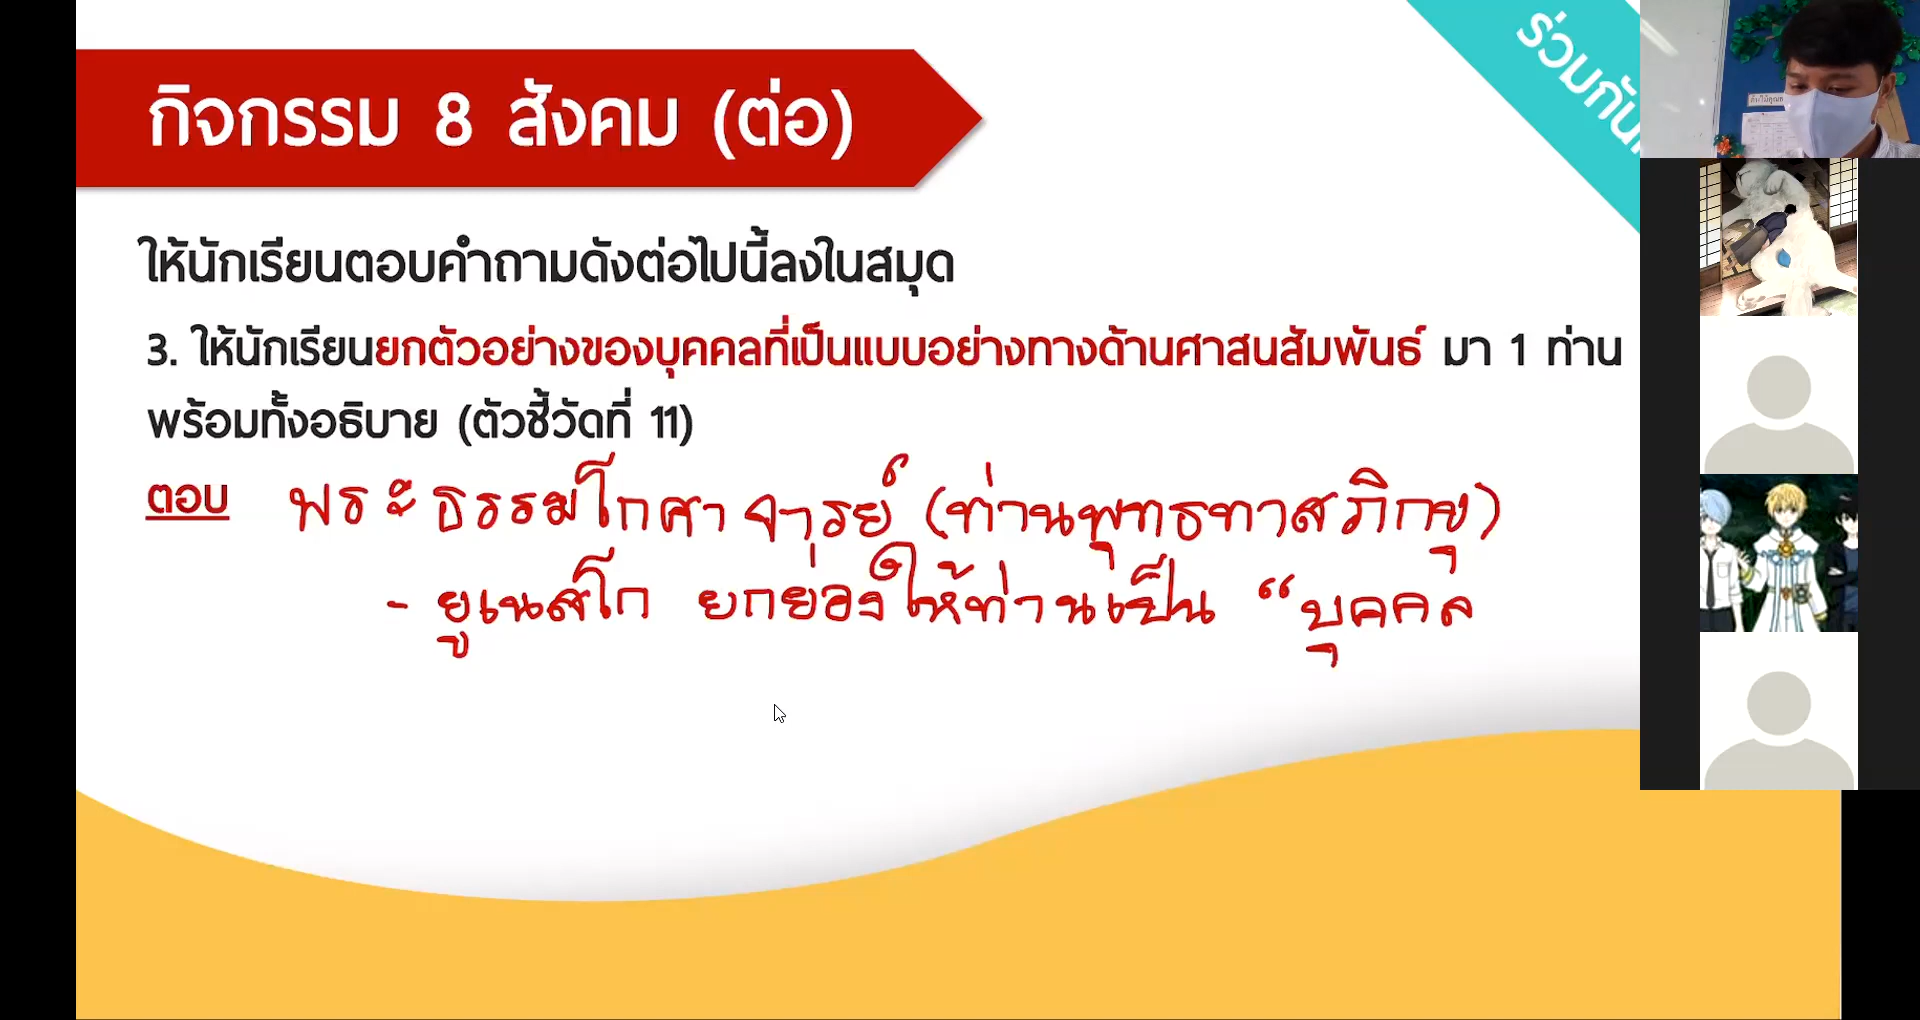 กิจกรรม 8 สังคม (ต่อ)
ร่วมกัน
ให้นักเรียนตอบคำถามดังต่อไปนี้ลงในสมุด
3. ให้นักเรียนยกตัวอย่างของบุคคลที่เป็นแบบอย่างทางด้านศาสนสัมพันธ์ มา 1 ท่าน
พร้อมทั้งอธิบาย (ตัวชี้วัดที่ 11)
ตอบ พระธรรมโกศาจารย์ (ท่านพุทธทาสภิกขุ)
- ยูเนสโก ยกย่องให้ท่านเป็น “บุคคล